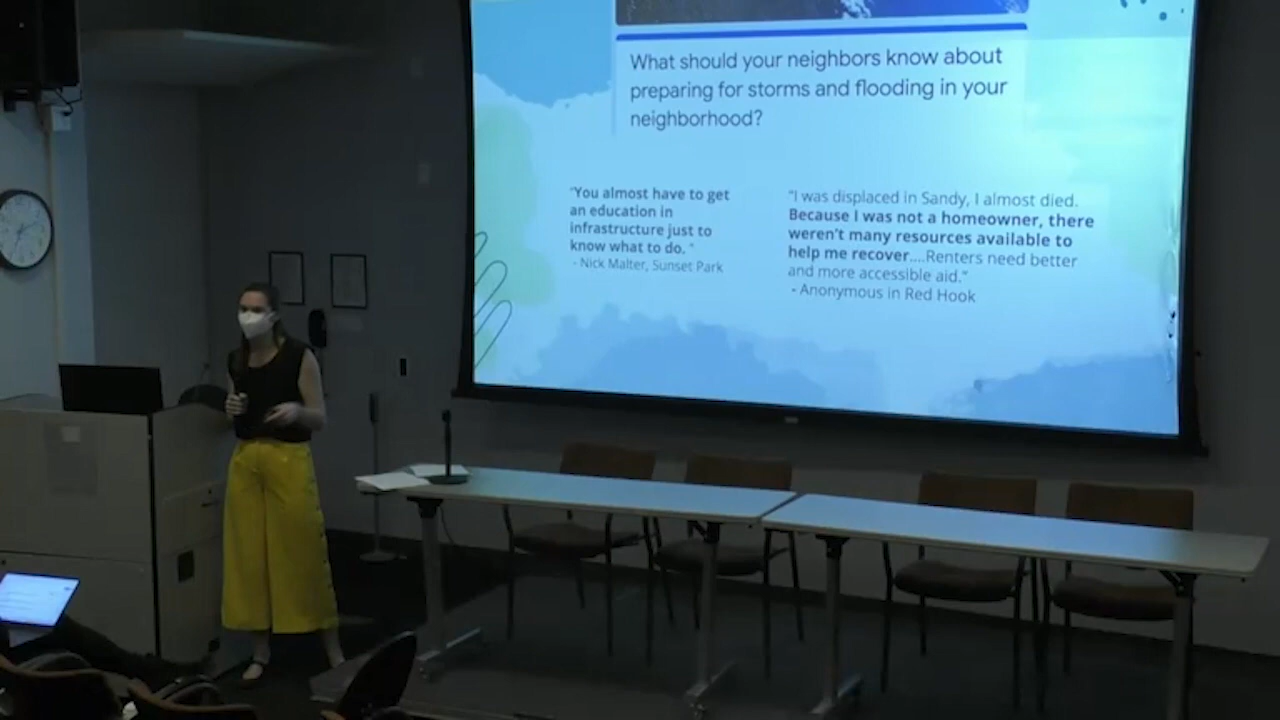 What should your neighbors know about
preparing for storms and flooding in your
neighborhood?
"You almost have to get
an education in
infrastructure just to
know what to do. "
- Nick Malter, Sunset Park
"I was displaced in Sandy, I almost died.
Because I was not a homeowner, there
weren't many resources available to
help me recover....Renters need better
and more accessible aid."
- Anonymous in Red Hook